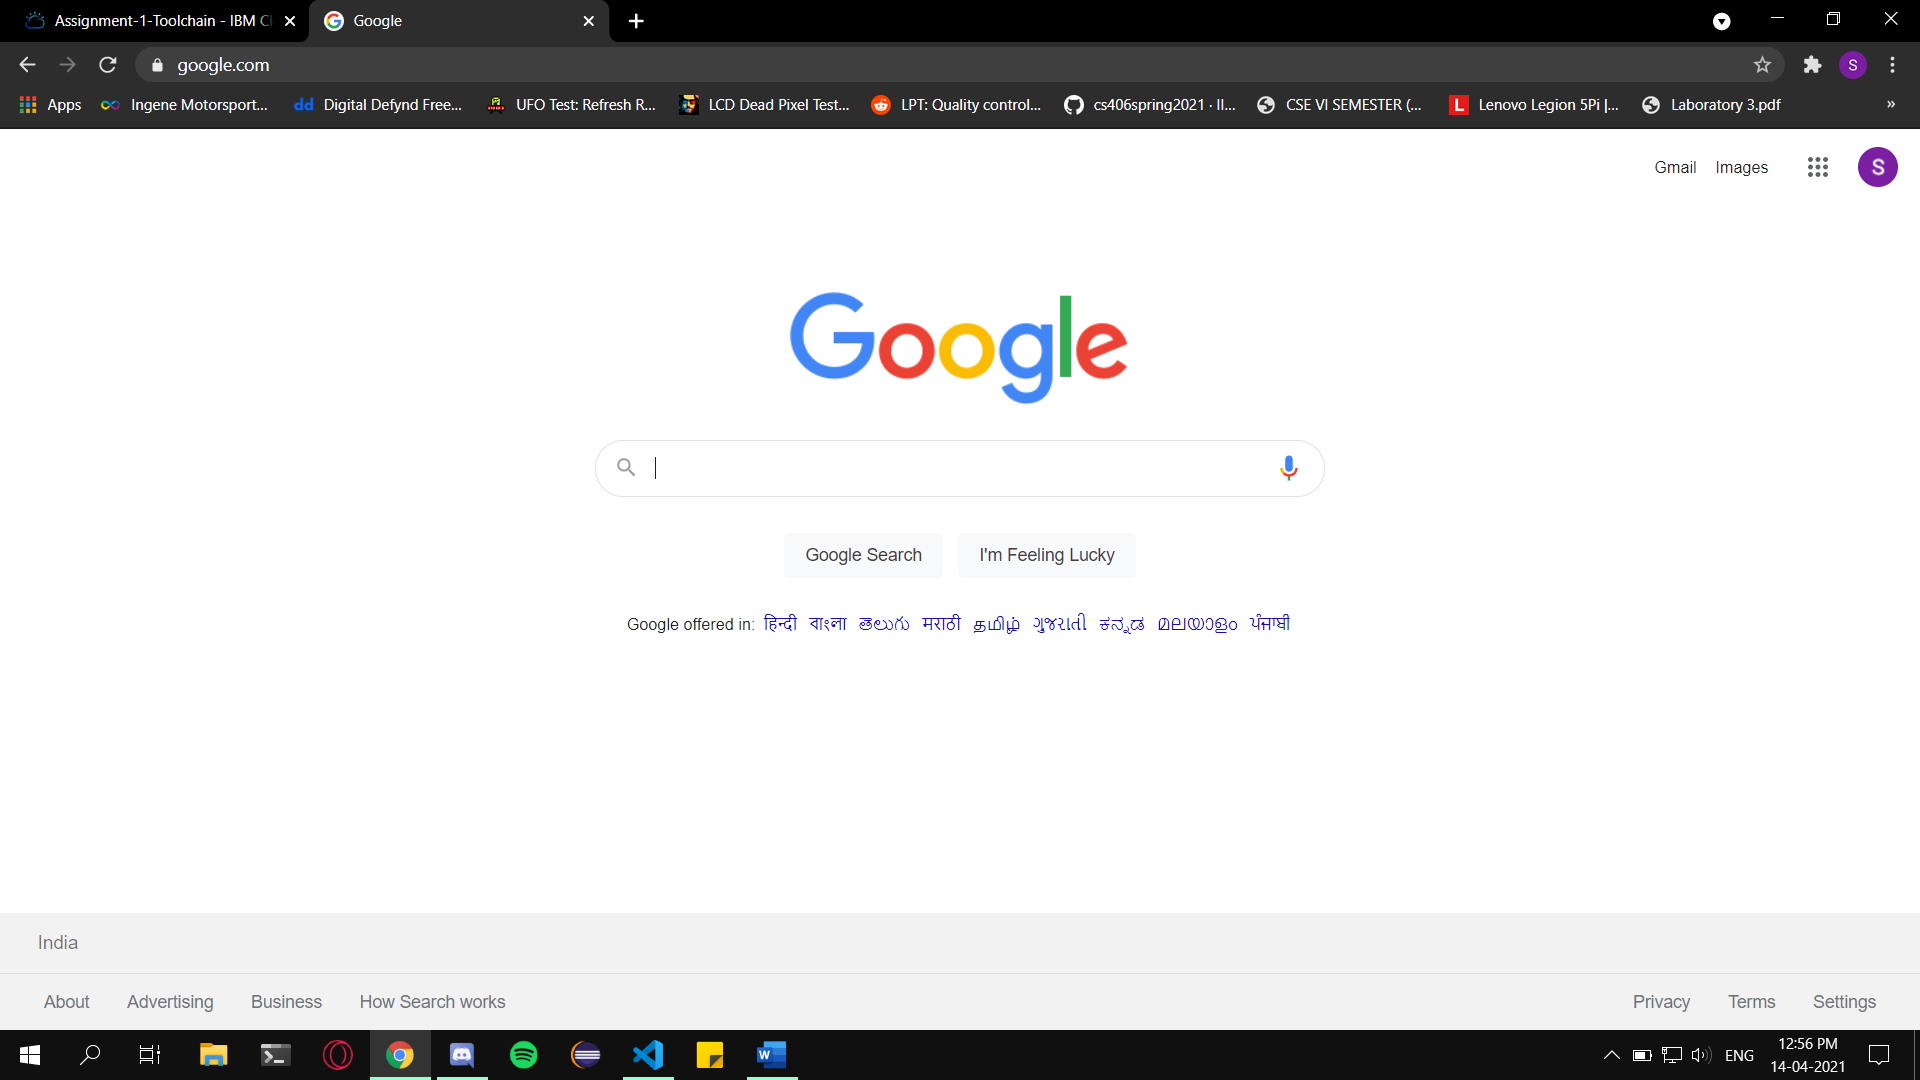 Assignment-1-Toolchain - IBM Cl
Google
google.com
S
Apps
Ingene Motorsport...
Digital Defynd Free...
UFO Test: Refresh R...
LCD Dead Pixel Test...
LPT: Quality control...
cs406spring2021 · II...
CSE VI SEMESTER (...
Lenovo Legion 5Pi |...
Laboratory 3.pdf
»
Gmail Images
S
Google
Google Search
I'm Feeling Lucky
Google offered in: हिन्दी বাংলা తెలుగు मराठी தமிழ் ગુજરાતી ಕನ್ನಡ മലയാളം ਪੰਜਾਬੀ
India
About Advertising Business How Search works
Privacy Terms Settings
ENG
12:56 PM
14-04-2021